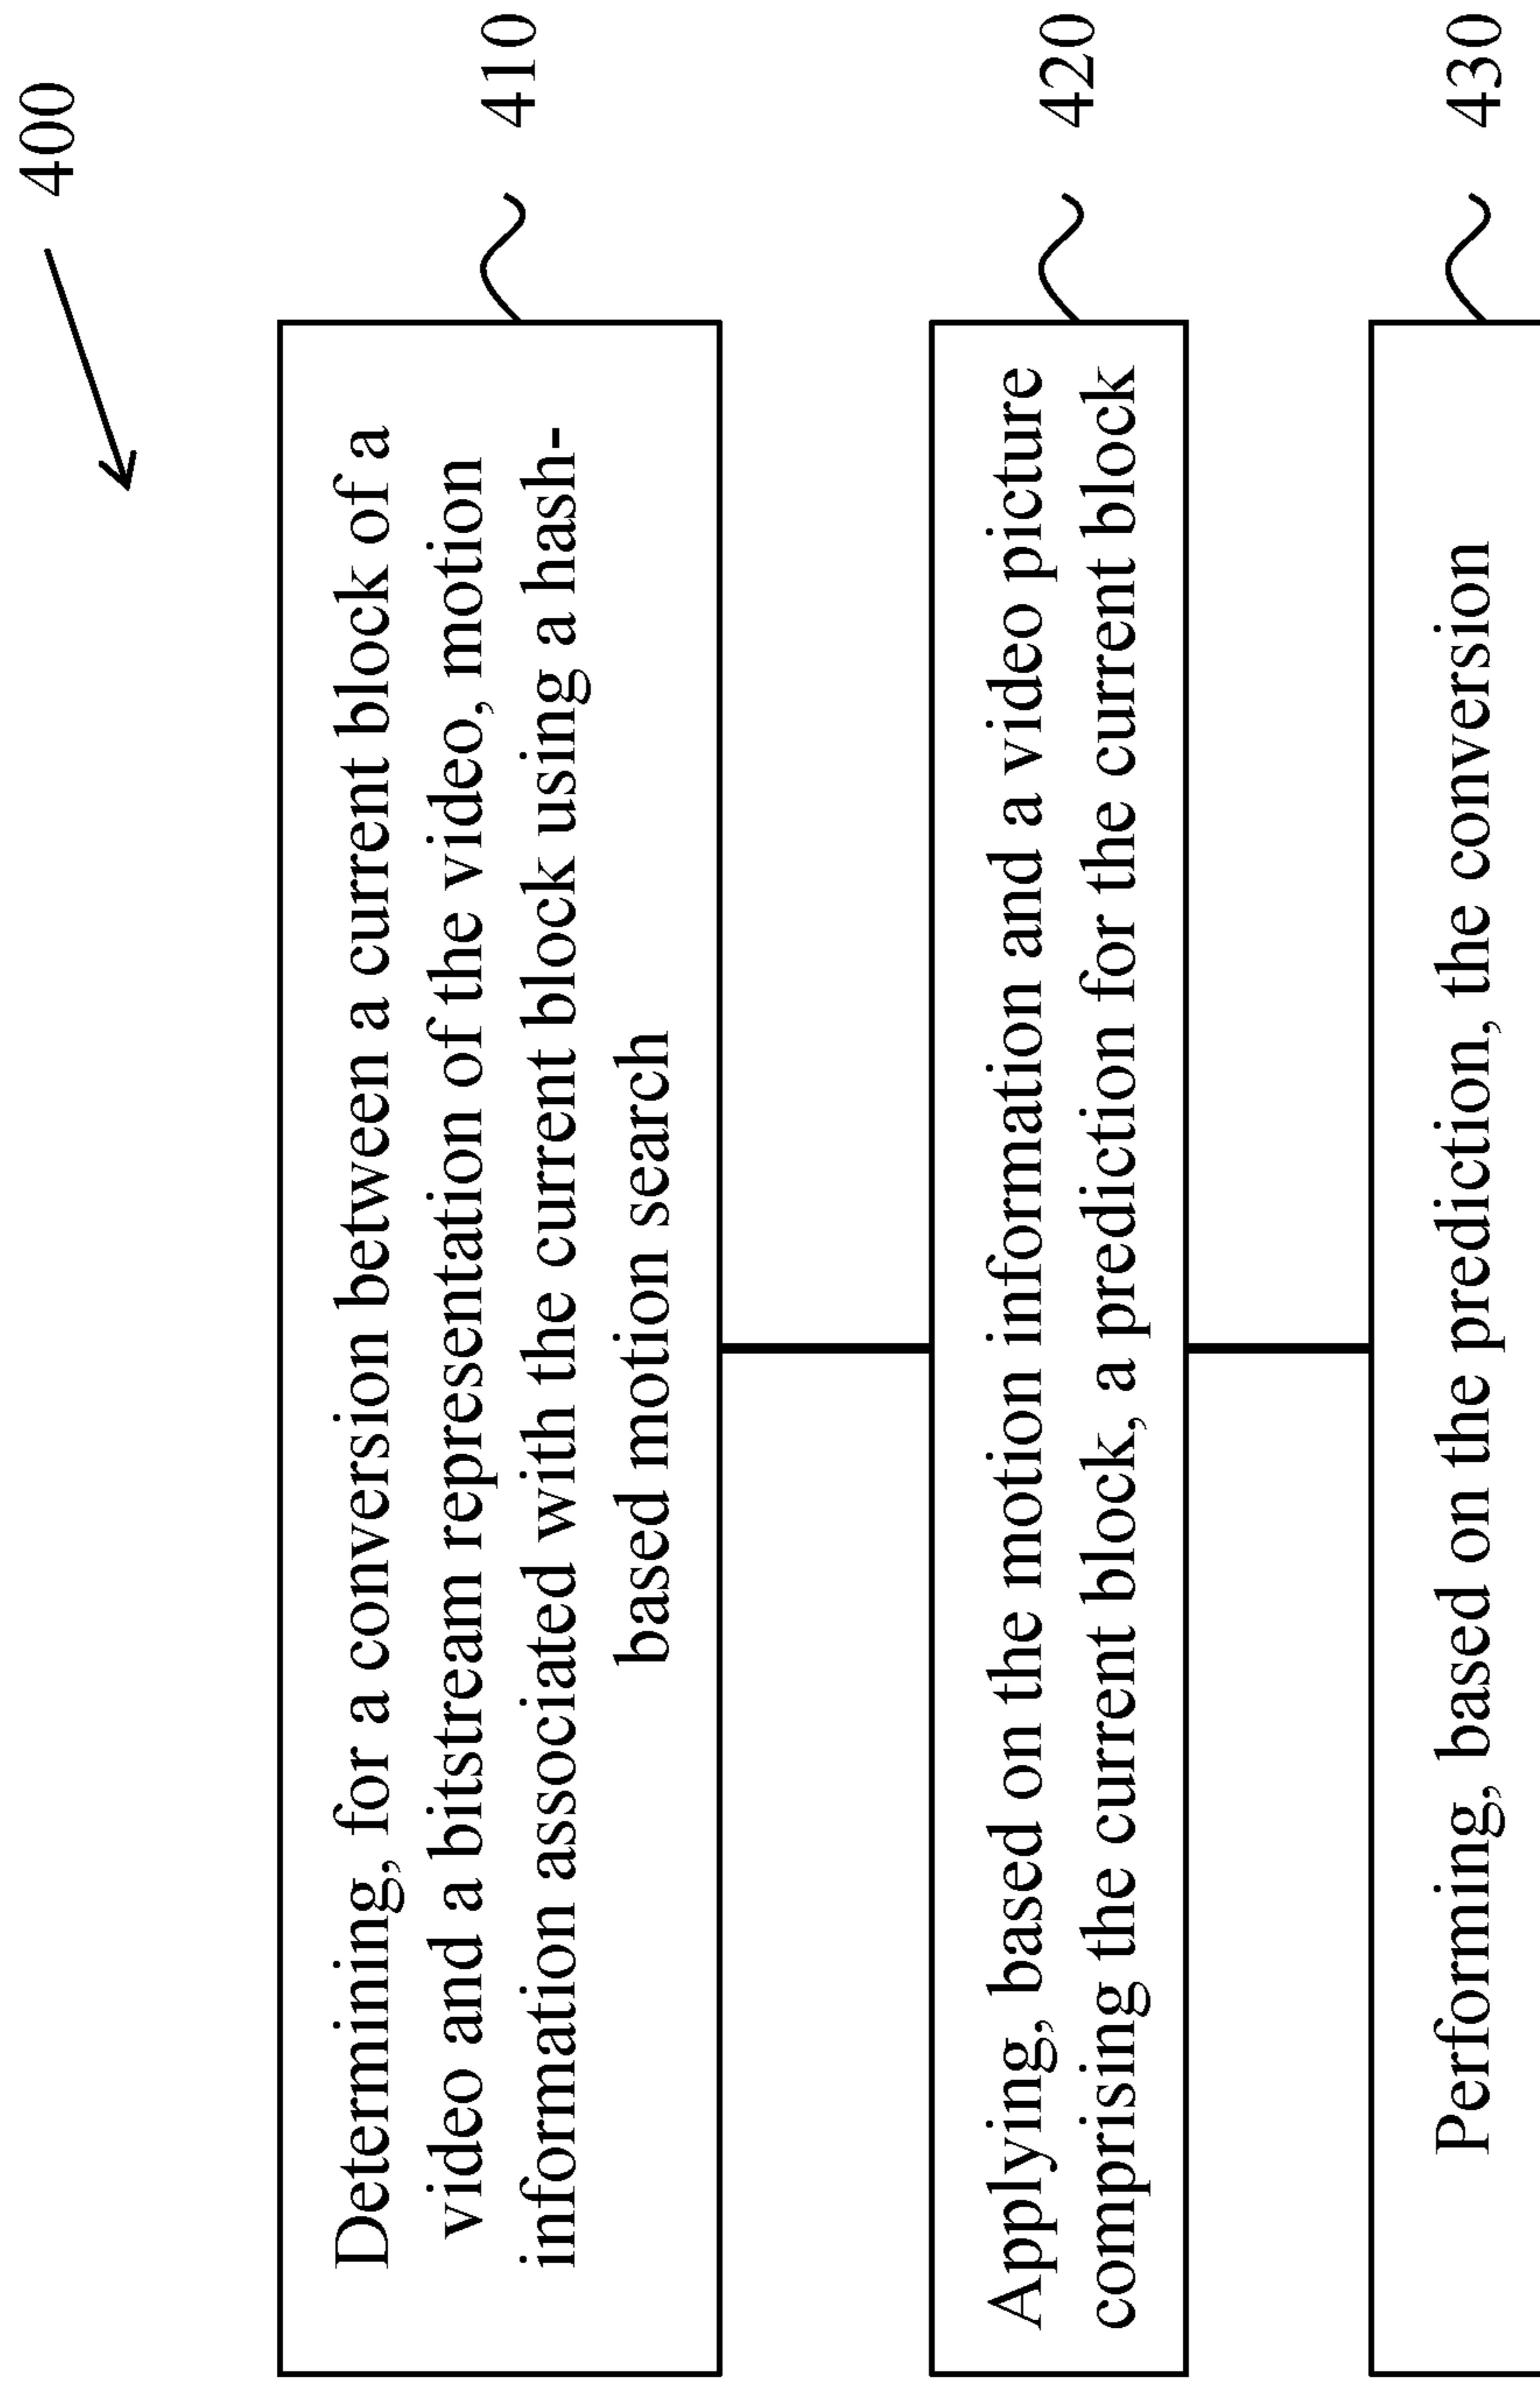 400
Determining, for a conversion between a current block of a
video and a bitstream representation of the video, motion
information associated with the current block using a hash-
based motion search
410
Applying, based on the motion information and a video picture
comprising the current block, a prediction for the current block
420
Performing, based on the prediction, the conversion
430